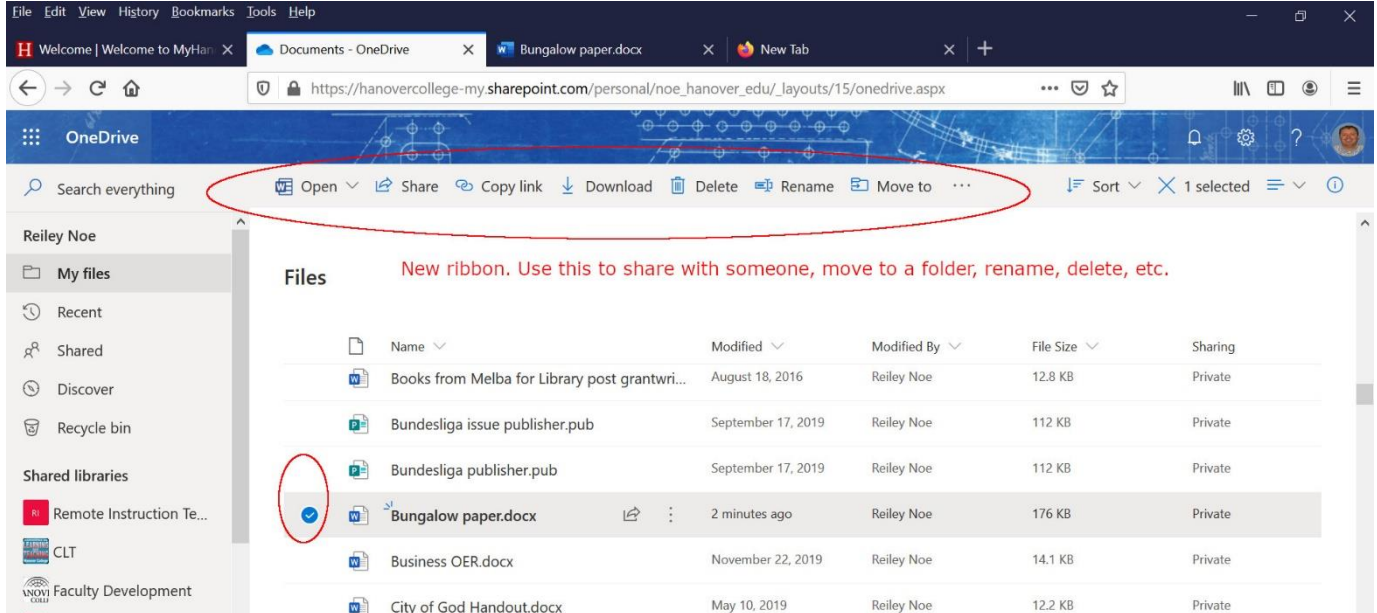 File Edit View History Bookmarks Tools Help
H Welcome | Welcome to MyHan Documents - OneDrive Bungalow paper.docx New Tab
https://hanovercollege-my.sharepoint.com/personal/noe_hanover_edu/_layouts/15/onedrive.aspx
OneDrive ?
Search everything Open Share Copy link Download Delete Rename Move to ··· Sort 1 selected
Reiley Noe
My files
Recent
Shared
Discover
Recycle bin
Shared libraries
RI Remote Instruction Te...
CLT
Faculty Development
New ribbon. Use this to share with someone, move to a folder, rename, delete, etc.
Files
Name Modified Modified By File Size Sharing
Books from Melba for Library post grantwri... August 18, 2016 Reiley Noe 12.8 KB Private
Bundesliga issue publisher.pub September 17, 2019 Reiley Noe 112 KB Private
Bundesliga publisher.pub September 17, 2019 Reiley Noe 112 KB Private
Bungalow paper.docx 2 minutes ago Reiley Noe 176 KB Private
Business OER.docx November 22, 2019 Reiley Noe 14.1 KB Private
City of God Handout.docx May 10, 2019 Reiley Noe 12.2 KB Private